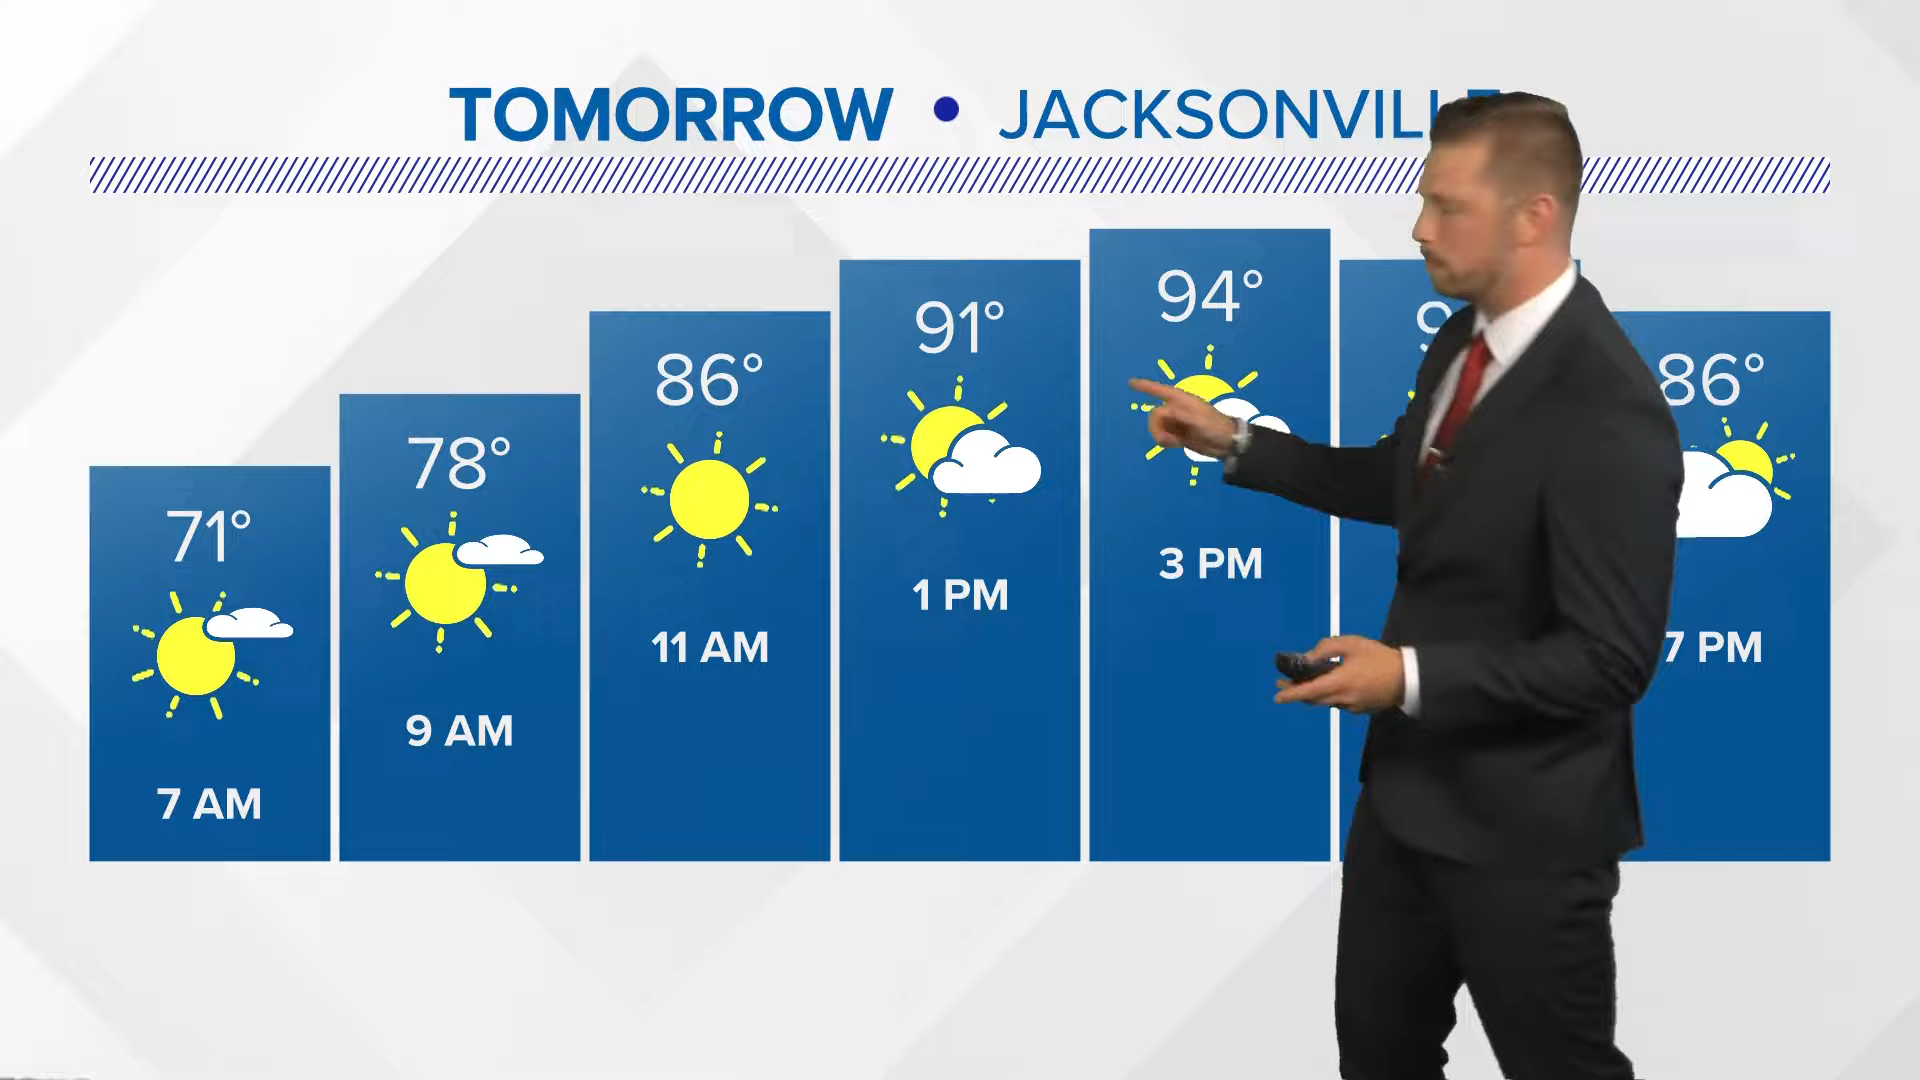 TOMORROW • JACKSONVILLE
71°
7 AM
78°
9 AM
86°
11 AM
91°
1 PM
94°
3 PM
86°
7 PM